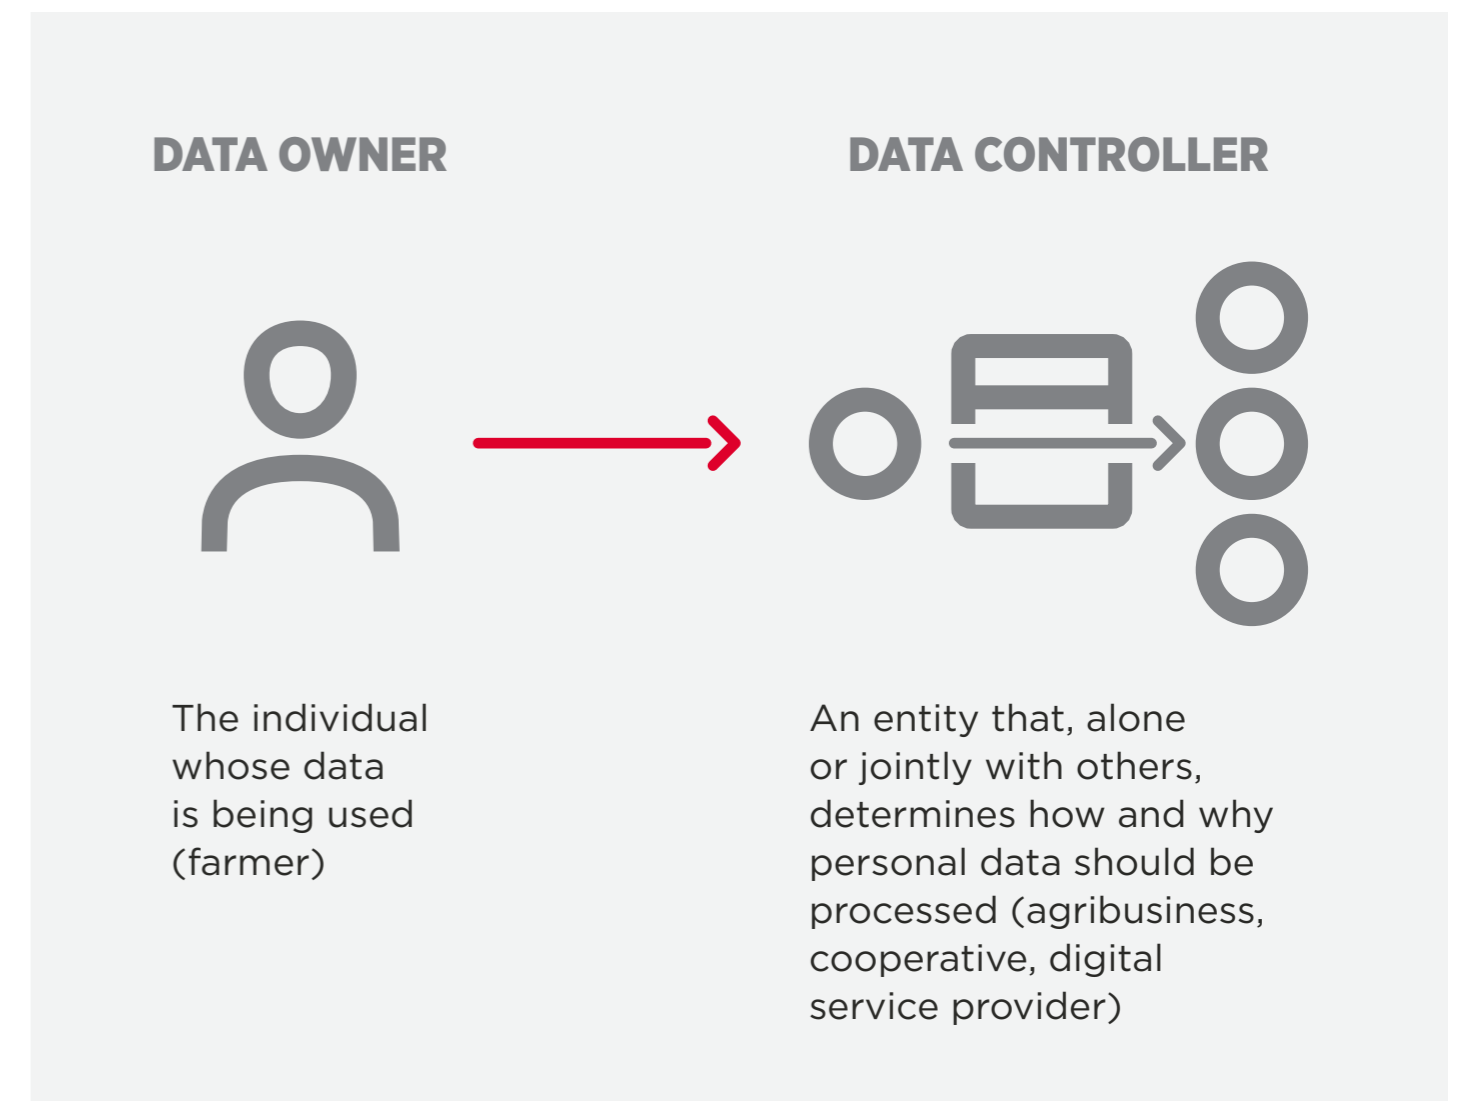 DATA OWNER
The individual
whose data
is being used
(farmer)
DATA CONTROLLER
An entity that, alone
or jointly with others,
determines how and why
personal data should be
processed (agribusiness,
cooperative, digital
service provider)